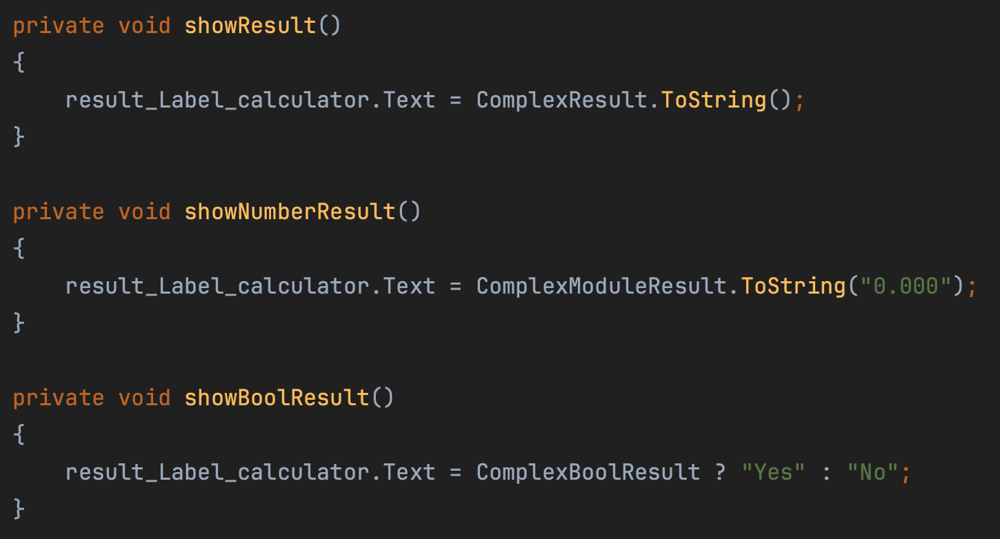 private void showResult()
{
    result_Label_calculator.Text = ComplexResult.ToString();
}

private void showNumberResult()
{
    result_Label_calculator.Text = ComplexModuleResult.ToString("0.000");
}

private void showBoolResult()
{
    result_Label_calculator.Text = ComplexBoolResult ? "Yes" : "No";
}